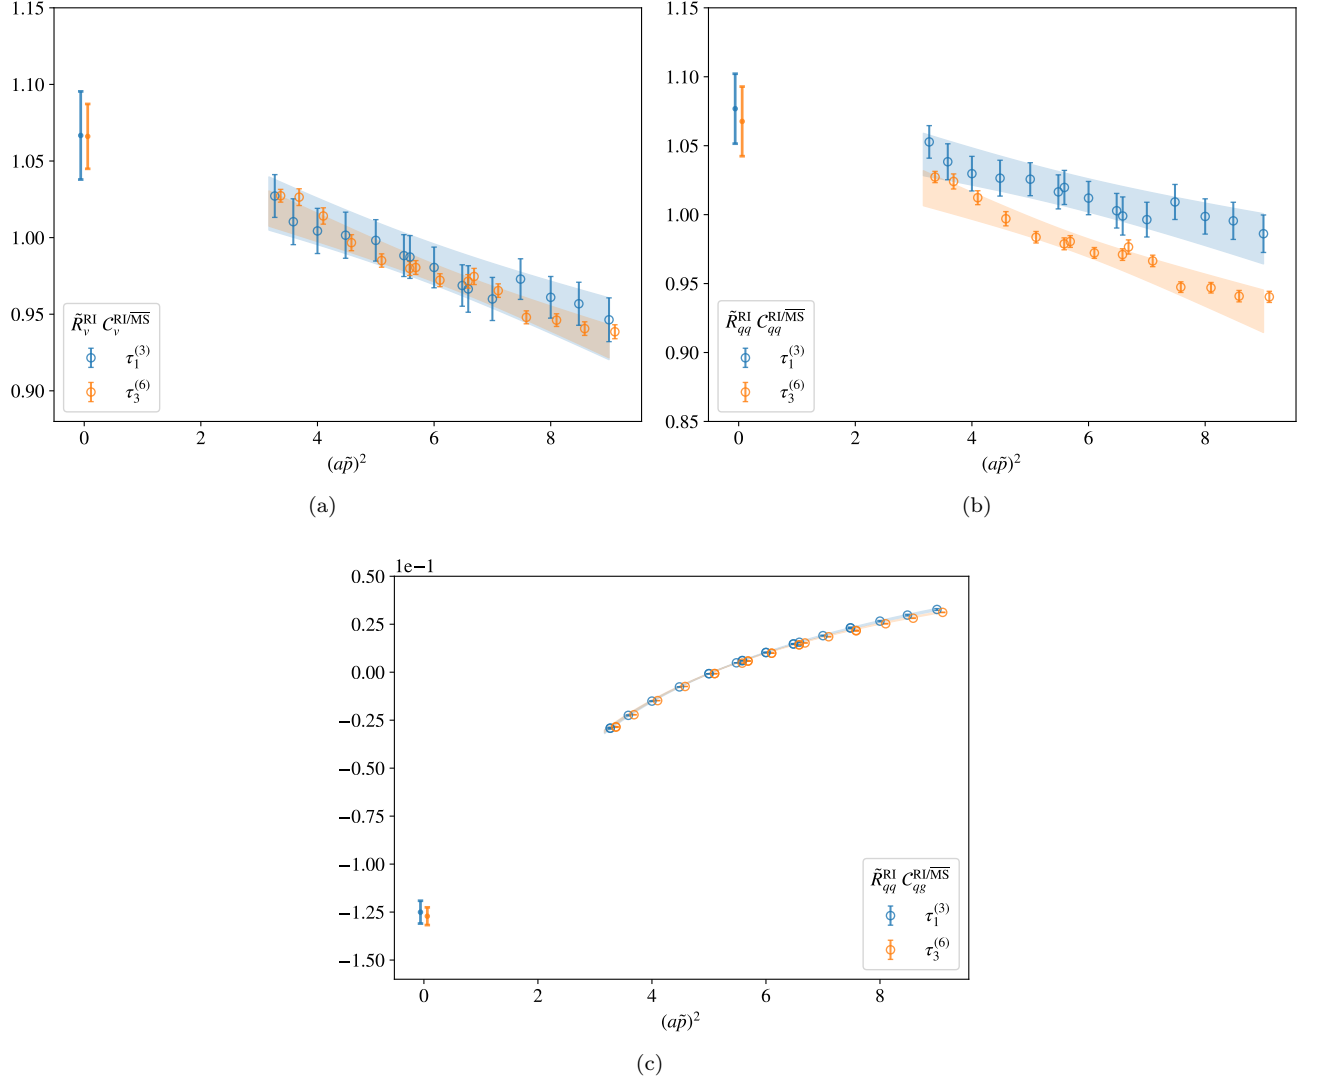 1.15
1.10
1.05
1.00
0.95
0.90
0 2 4 6 8
(ap̃)²
R̃_v^RI C_v^RI/M̅S̅
τ_1^(3)
τ_3^(6)
(a)
1.15
1.10
1.05
1.00
0.95
0.90
0.85
0 2 4 6 8
(ap̃)²
R̃_qq^RI C_qq^RI/M̅S̅
τ_1^(3)
τ_3^(6)
(b)
1e−1
0.50
0.25
0.00
−0.25
−0.50
−0.75
−1.00
−1.25
−1.50
0 2 4 6 8
(ap̃)²
R̃_qq^RI C_qg^RI/M̅S̅
τ_1^(3)
τ_3^(6)
(c)